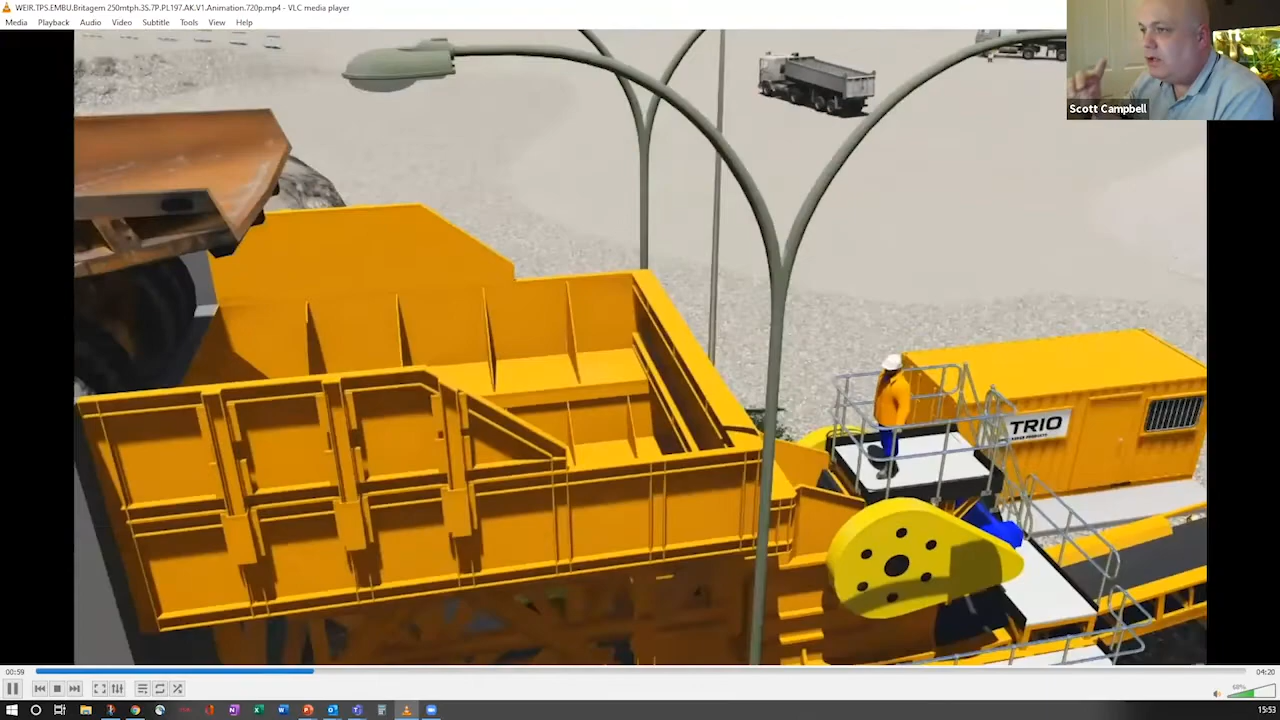 WEIR.TPS.EMBU.Britagem 250mtph.3S.7P.PL197.AK.V1.Animation.720p.mp4 - VLC media player
Media Playback Audio Video Subtitle Tools View Help
Scott Campbell
TRIO
00:59
04:20
68%
15:53